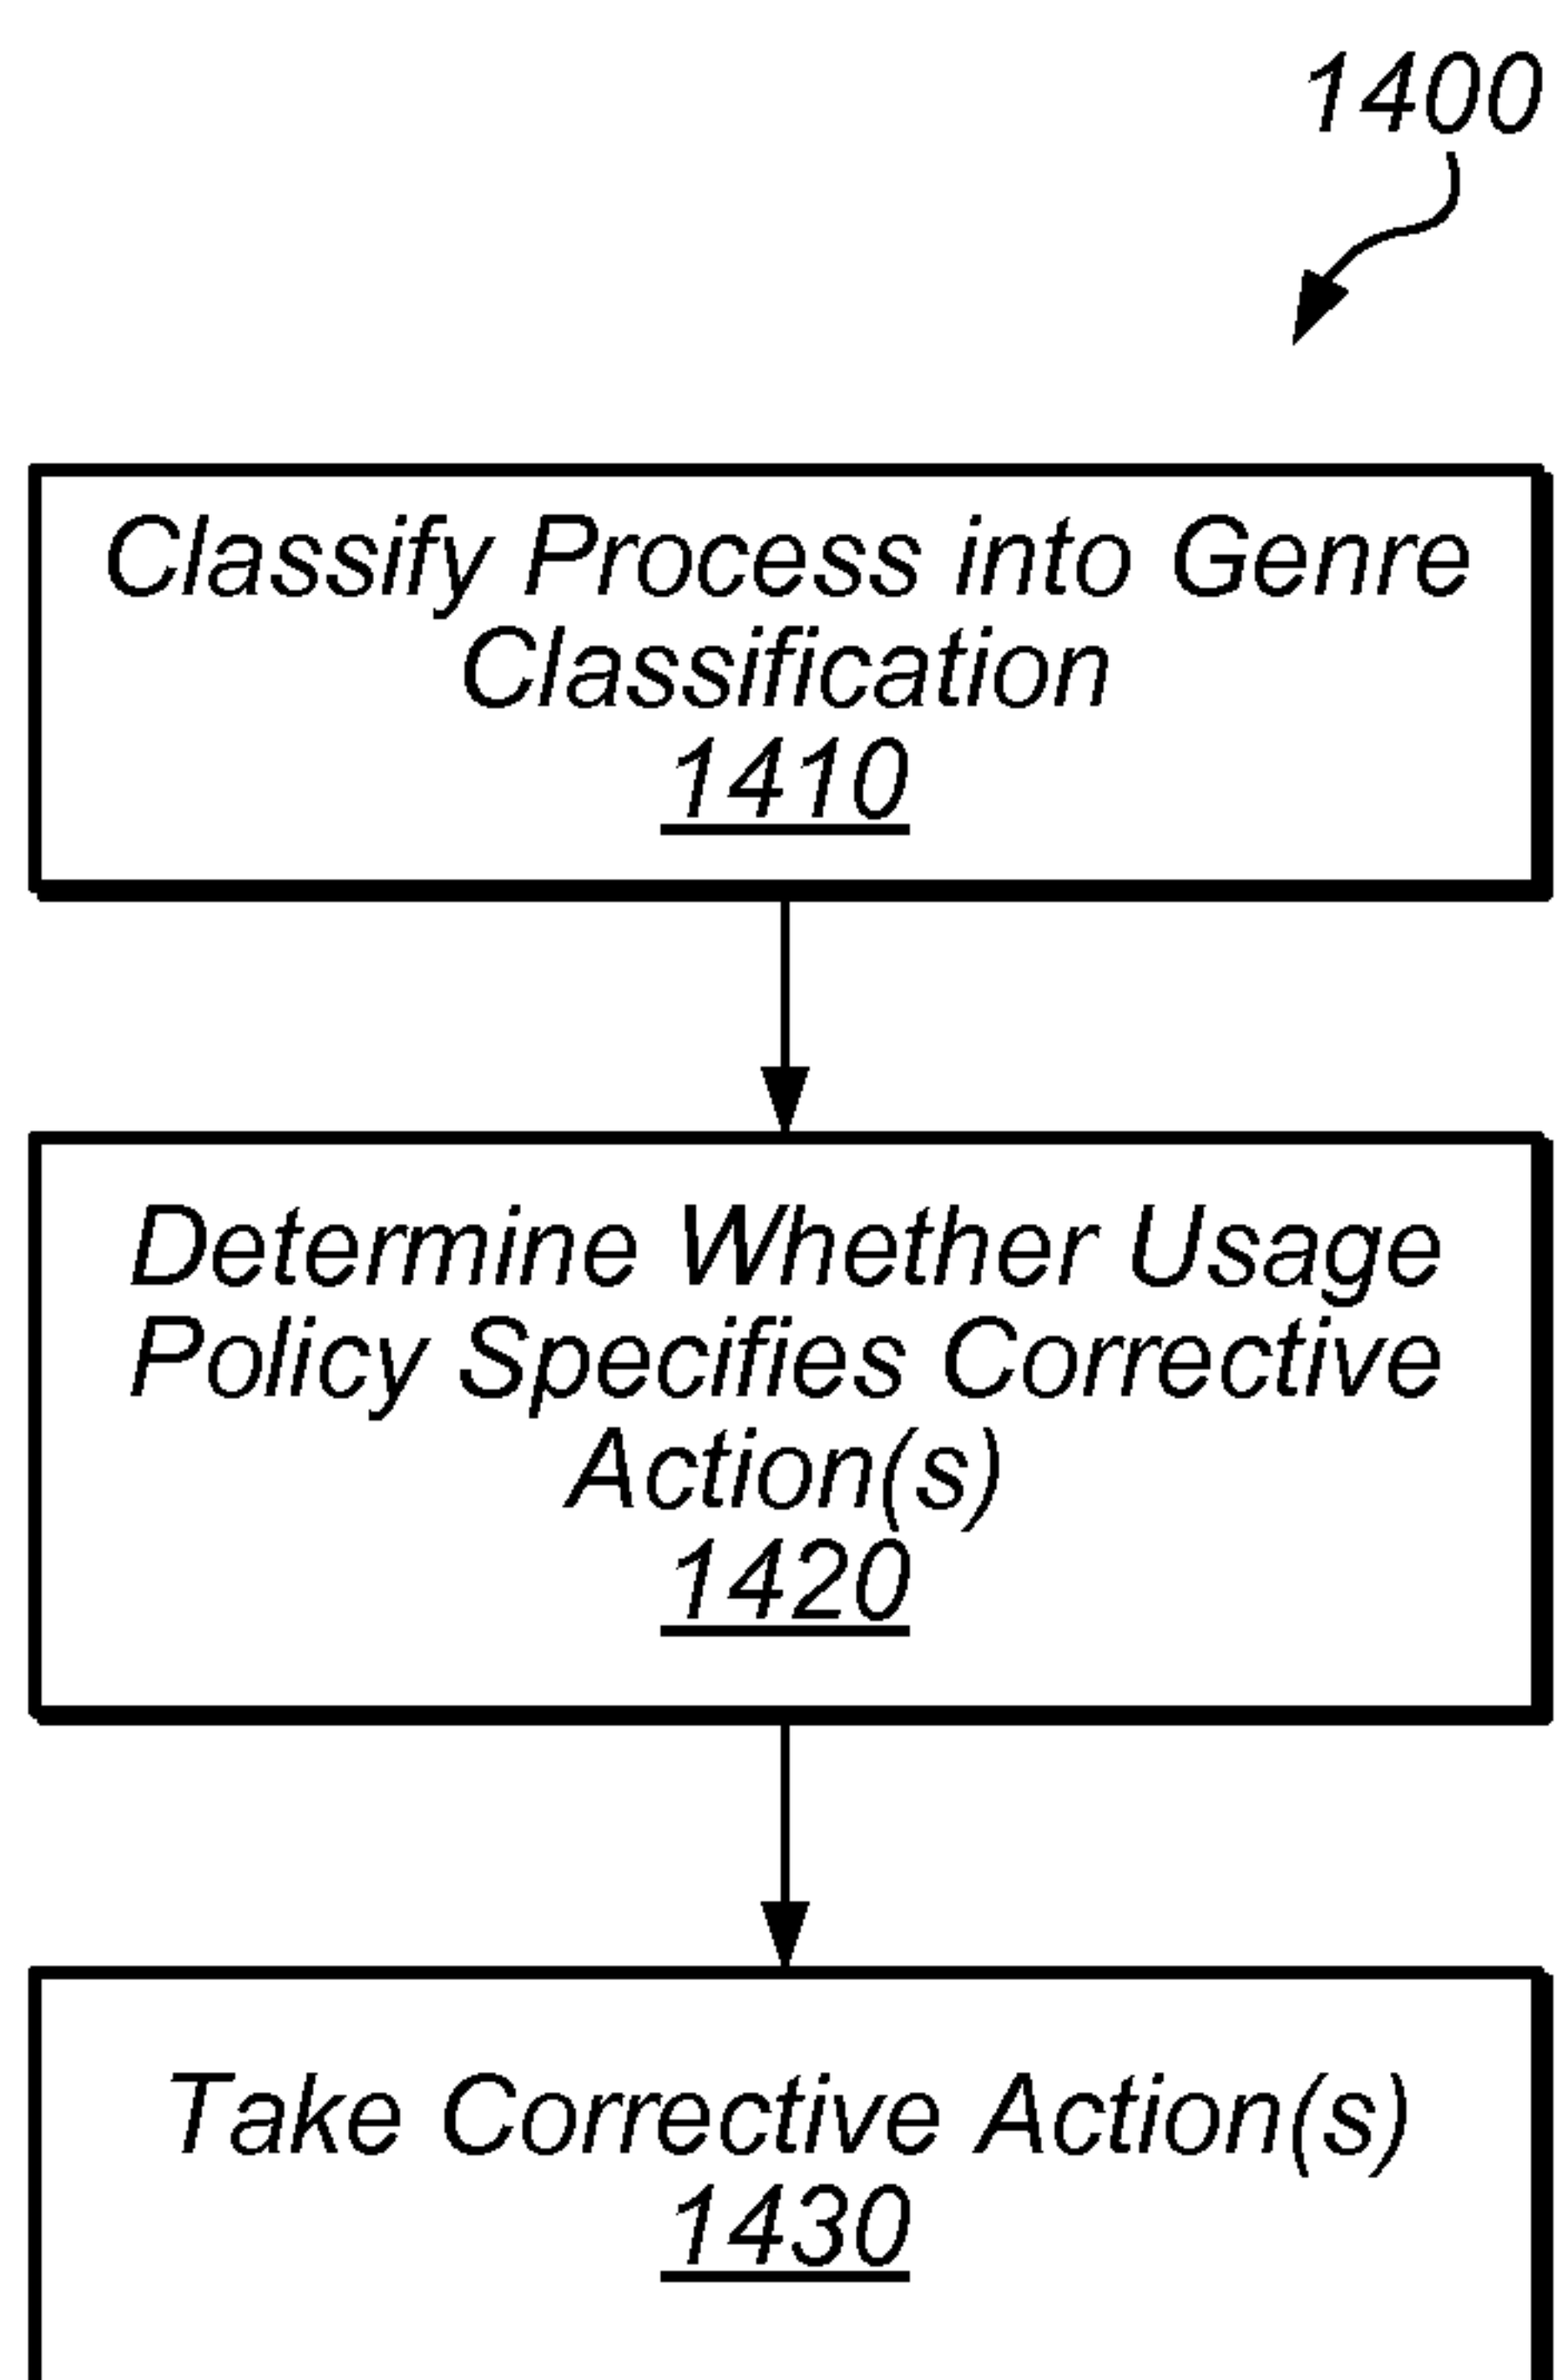 1400
Classify Process into Genre
Classification
1410
Determine Whether Usage
Policy Specifies Corrective
Action(s)
1420
Take Corrective Action(s)
1430